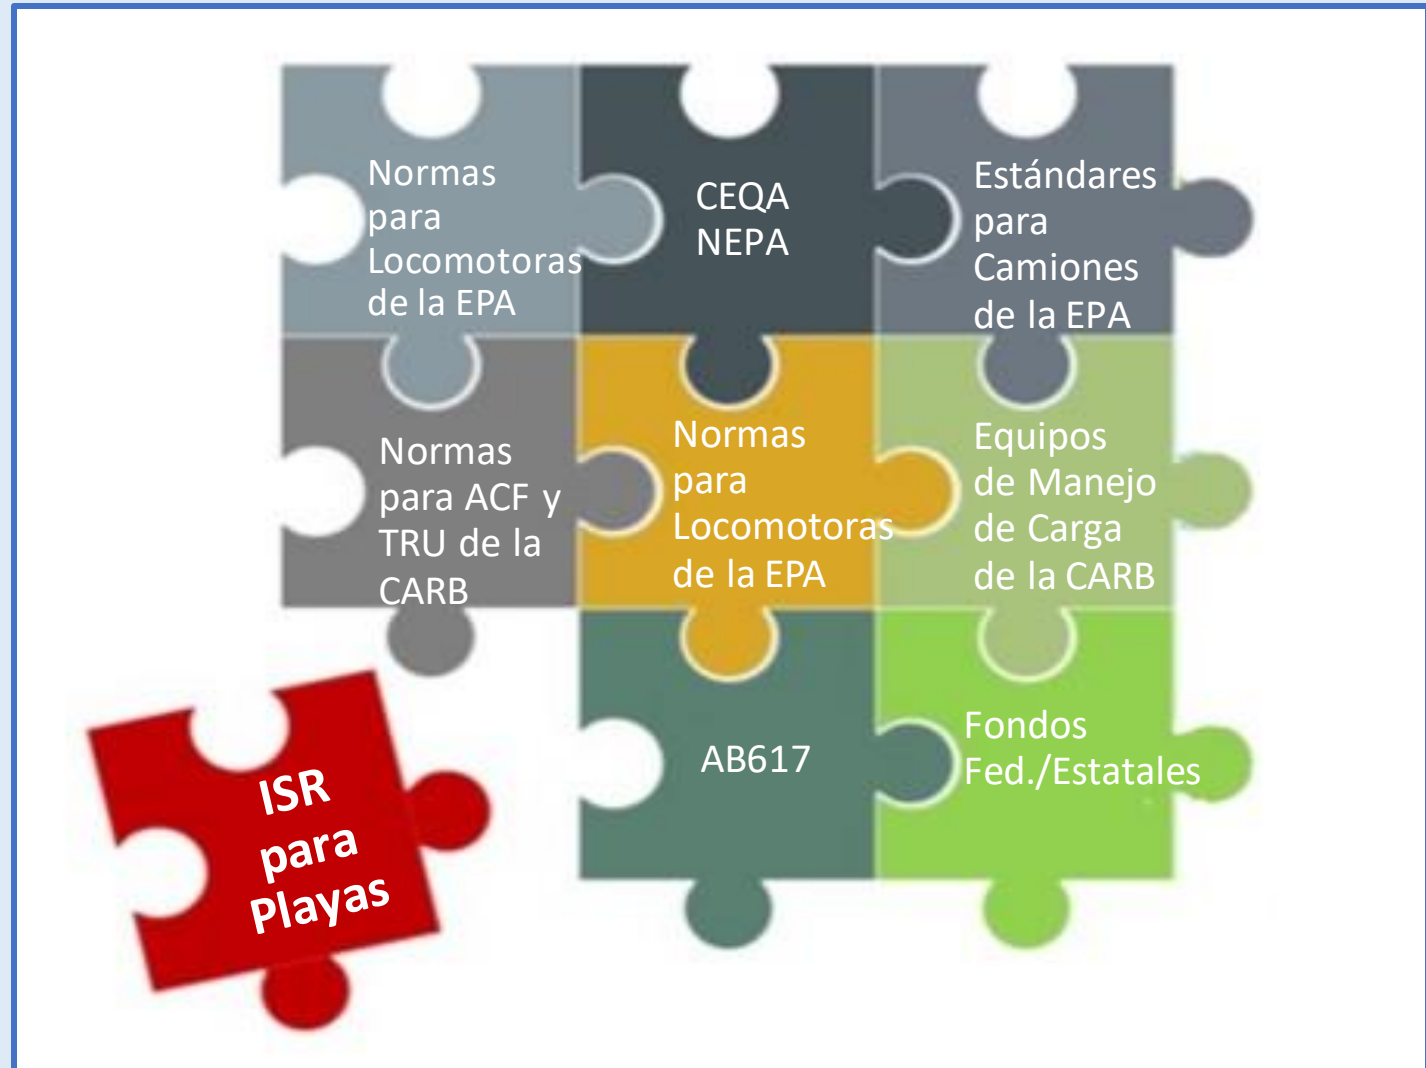 Normas
para
Locomotoras
de la EPA
CEQA
NEPA
Estándares
para
Camiones
de la EPA
Normas
para ACF y
TRU de la
CARB
Normas
para
Locomotoras
de la EPA
Equipos
de Manejo
de Carga
de la CARB
ISR
para
Playas
AB617
Fondos
Fed./Estatales